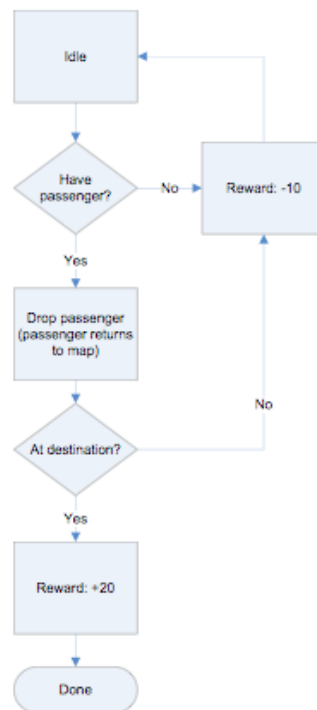 Idle
Have
passenger?
No
Reward: -10
Yes
Drop passenger
(passenger returns
to map)
No
At destination?
Yes
Reward: +20
Done